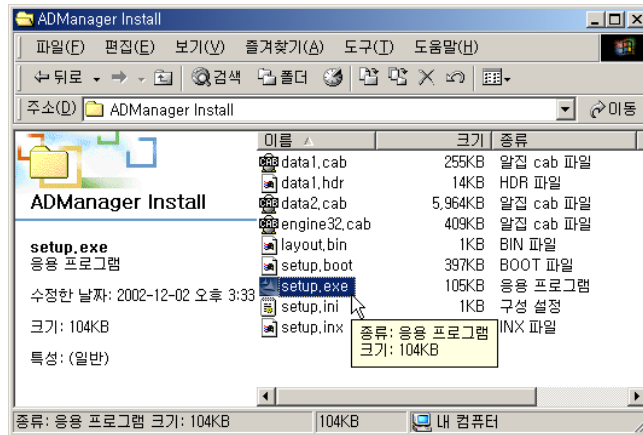 ADManager Install
파일(F) 편집(E) 보기(V) 즐겨찾기(A) 도구(T) 도움말(H)
뒤로 검색 폴더
주소(D) ADManager Install 이동
이름 크기 종류
data1.cab 255KB 알집 cab 파일
data1.hdr 14KB HDR 파일
data2.cab 5,964KB 알집 cab 파일
engine32.cab 409KB 알집 cab 파일
layout.bin 1KB BIN 파일
setup.boot 397KB BOOT 파일
setup.exe 105KB 응용 프로그램
setup.ini 1KB 구성 설정
setup.inx INX 파일
종류: 응용 프로그램
크기: 104KB
ADManager Install
setup.exe
응용 프로그램
수정한 날짜: 2002-12-02 오후 3:33
크기: 104KB
특성: (일반)
종류: 응용 프로그램 크기: 104KB 104KB 내 컴퓨터